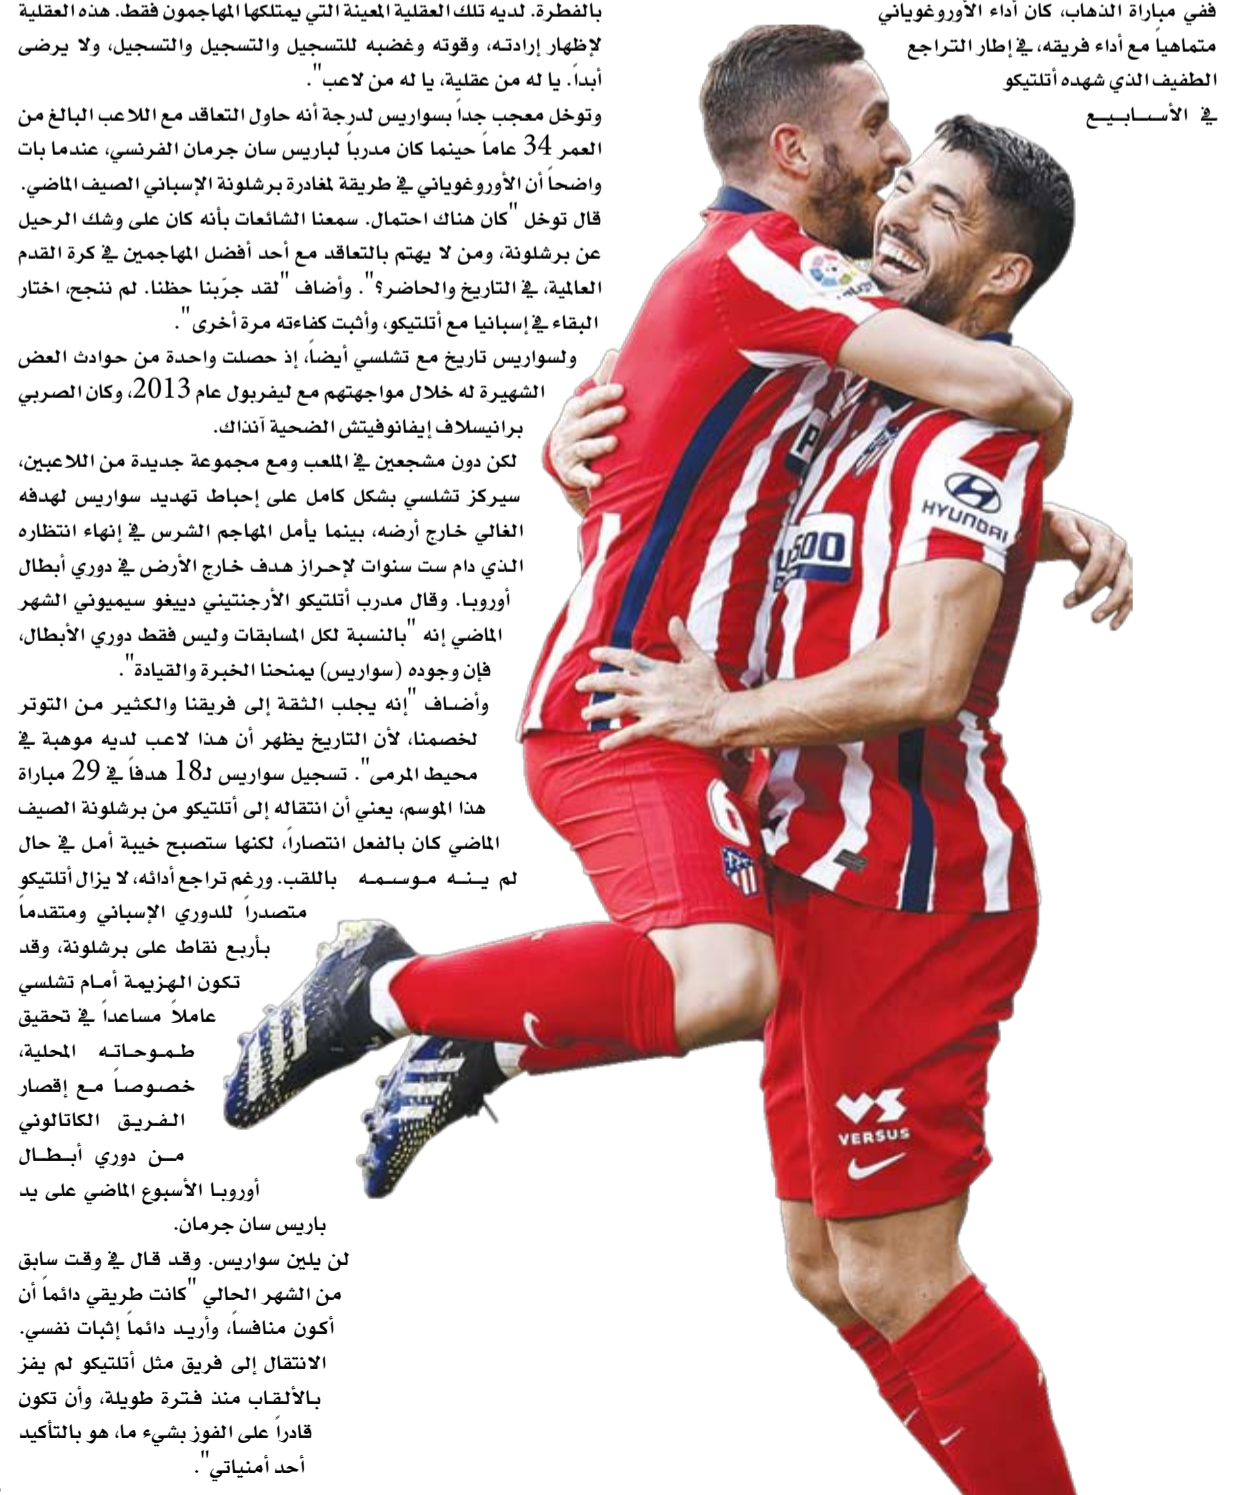 ففي مباراة الذهاب، كان أداء الأوروغوياني
متماهياً مع أداء فريقه، في إطار التراجع
الطفيف الذي شهده أتلتيكو
في الأسـابـيـع
بالفطرة. لديه تلك العقلية المعينة التي يمتلكها المهاجمون فقط. هذه العقلية
لإظهار إرادته، وقوته وغضبه للتسجيل والتسجيل والتسجيل، ولا يرضى
أبداً. يا له من عقلية، يا له من لاعب".
وتوخل معجب جداً بسواريس لدرجة أنه حاول التعاقد مع اللاعب البالغ من
العمر 34 عاماً حينما كان مدرباً لباريس سان جرمان الفرنسي، عندما بات
واضحاً أن الأوروغوياني في طريقة لمغادرة برشلونة الإسباني الصيف الماضي.
قال توخل "كان هناك احتمال. سمعنا الشائعات بأنه كان على وشك الرحيل
عن برشلونة، ومن لا يهتم بالتعاقد مع أحد أفضل المهاجمين في كرة القدم
العالمية، في التاريخ والحاضر؟". وأضاف "لقد جرّبنا حظنا. لم ننجح، اختار
البقاء في إسبانيا مع أتلتيكو، وأثبت كفاءته مرة أخرى".
ولسواريس تاريخ مع تشلسي أيضاً، إذ حصلت واحدة من حوادث العض
الشهيرة له خلال مواجهتهم مع ليفربول عام 2013، وكان الصربي
برانيسلاف إيفانوفيتش الضحية آنذاك.
لكن دون مشجعين في الملعب ومع مجموعة جديدة من اللاعبين،
سيركز تشلسي بشكل كامل على إحباط تهديد سواريس لهدفه
الغالي خارج أرضه، بينما يأمل المهاجم الشرس في إنهاء انتظاره
الذي دام ست سنوات لإحراز هدف خارج الأرض في دوري أبطال
أوروبا. وقال مدرب أتلتيكو الأرجنتيني دييغو سيميوني الشهر
الماضي إنه "بالنسبة لكل المسابقات وليس فقط دوري الأبطال،
فإن وجوده (سواريس) يمنحنا الخبرة والقيادة".
وأضاف "إنه يجلب الثقة إلى فريقنا والكثير من التوتر
لخصمنا، لأن التاريخ يظهر أن هذا لاعب لديه موهبة في
محيط المرمى". تسجيل سواريس لـ18 هدفاً في 29 مباراة
هذا الموسم، يعني أن انتقاله إلى أتلتيكو من برشلونة الصيف
الماضي كان بالفعل انتصاراً، لكنها ستصبح خيبة أمل في حال
لم يـنـه مـوسـمـه باللقب. ورغم تراجع أدائه، لا يزال أتلتيكو
متصدراً للدوري الإسباني ومتقدماً
بأربع نقاط على برشلونة، وقد
تكون الهزيمة أمام تشلسي
عاملاً مساعداً في تحقيق
طـمـوحـاتـه المحلية،
خصوصاً مع إقصار
الـفـريـق الكاتالوني
مـن دوري أبـطـال
أوروبا الأسبوع الماضي على يد
باريس سان جرمان.
لن يلين سواريس. وقد قال في وقت سابق
من الشهر الحالي "كانت طريقي دائماً أن
أكون منافساً، وأريد دائماً إثبات نفسي.
الانتقال إلى فريق مثل أتلتيكو لم يفز
بالألقاب منذ فترة طويلة، وأن تكون
قادراً على الفوز بشيء ما، هو بالتأكيد
أحد أمنياتي".
HYUNDAI
500
P
6
VERSUS